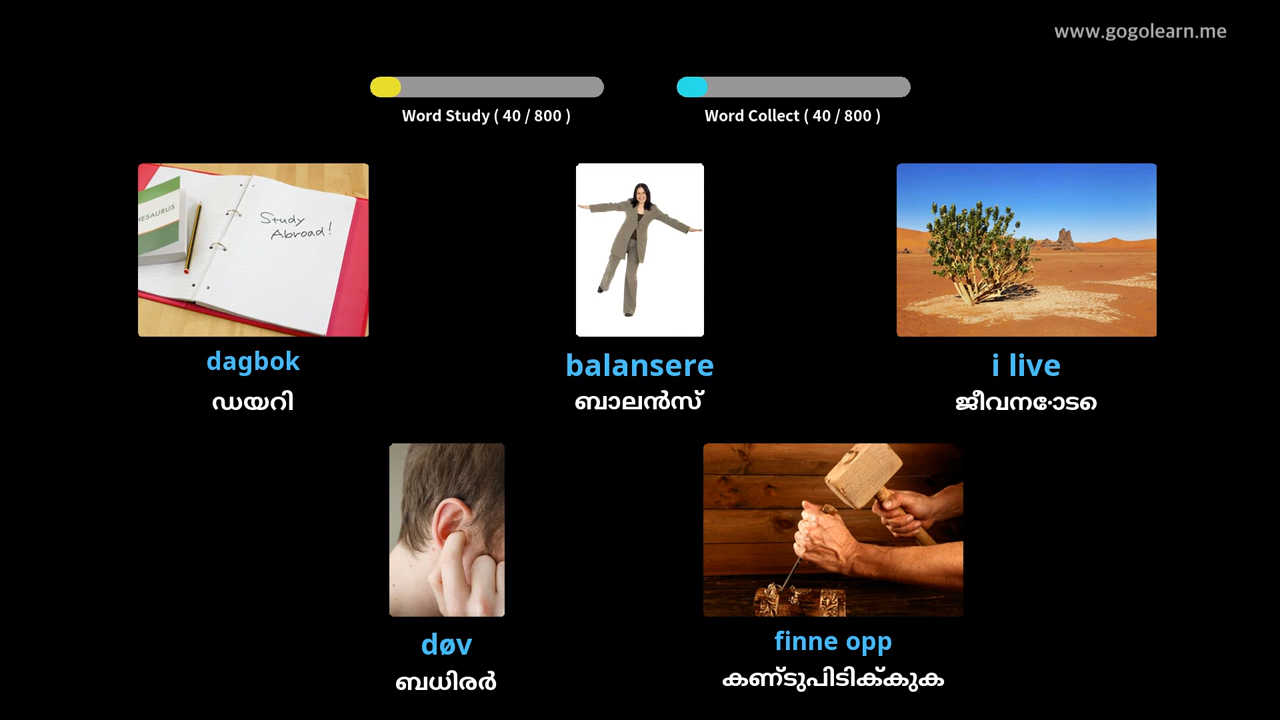 www.gogolearn.me
Word Study ( 40 / 800 )
Word Collect ( 40 / 800 )
HESAURUS
Study
Abroad!
dagbok
balansere
i live
ഡയറി
ബാലൻസ്
ജീവനോടെ
døv
finne opp
ബധിരർ
കണ്ടുപിടിക്കുക